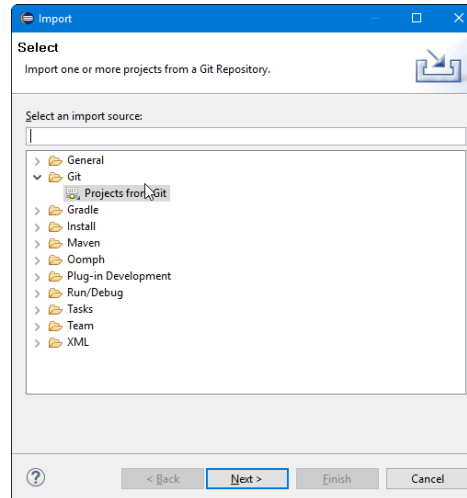 Import
Select
Import one or more projects from a Git Repository.
Select an import source:
General
Git
Projects from Git
Gradle
Install
Maven
Oomph
Plug-in Development
Run/Debug
Tasks
Team
XML
?
< Back Next > Finish Cancel